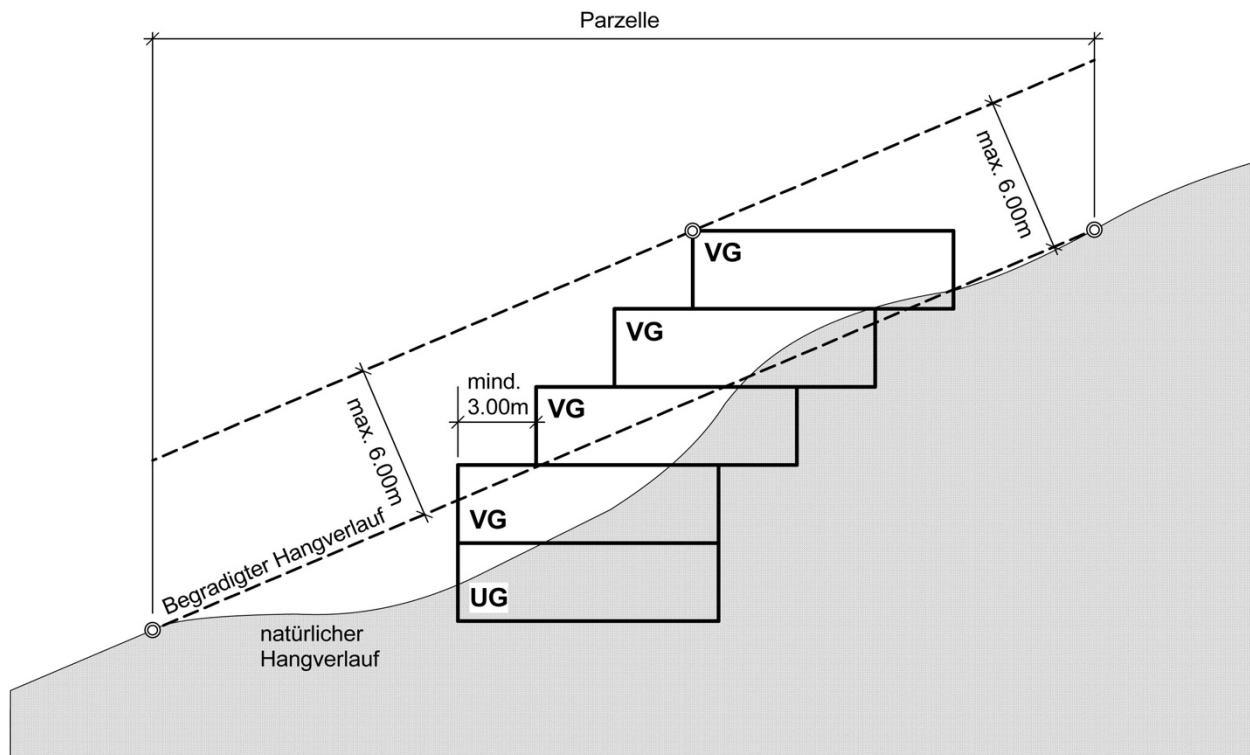 Parzelle
max. 6.00m
VG
VG
mind.
3.00m
VG
max. 6.00m
VG
Begradigter Hangverlauf
UG
natürlicher
Hangverlauf